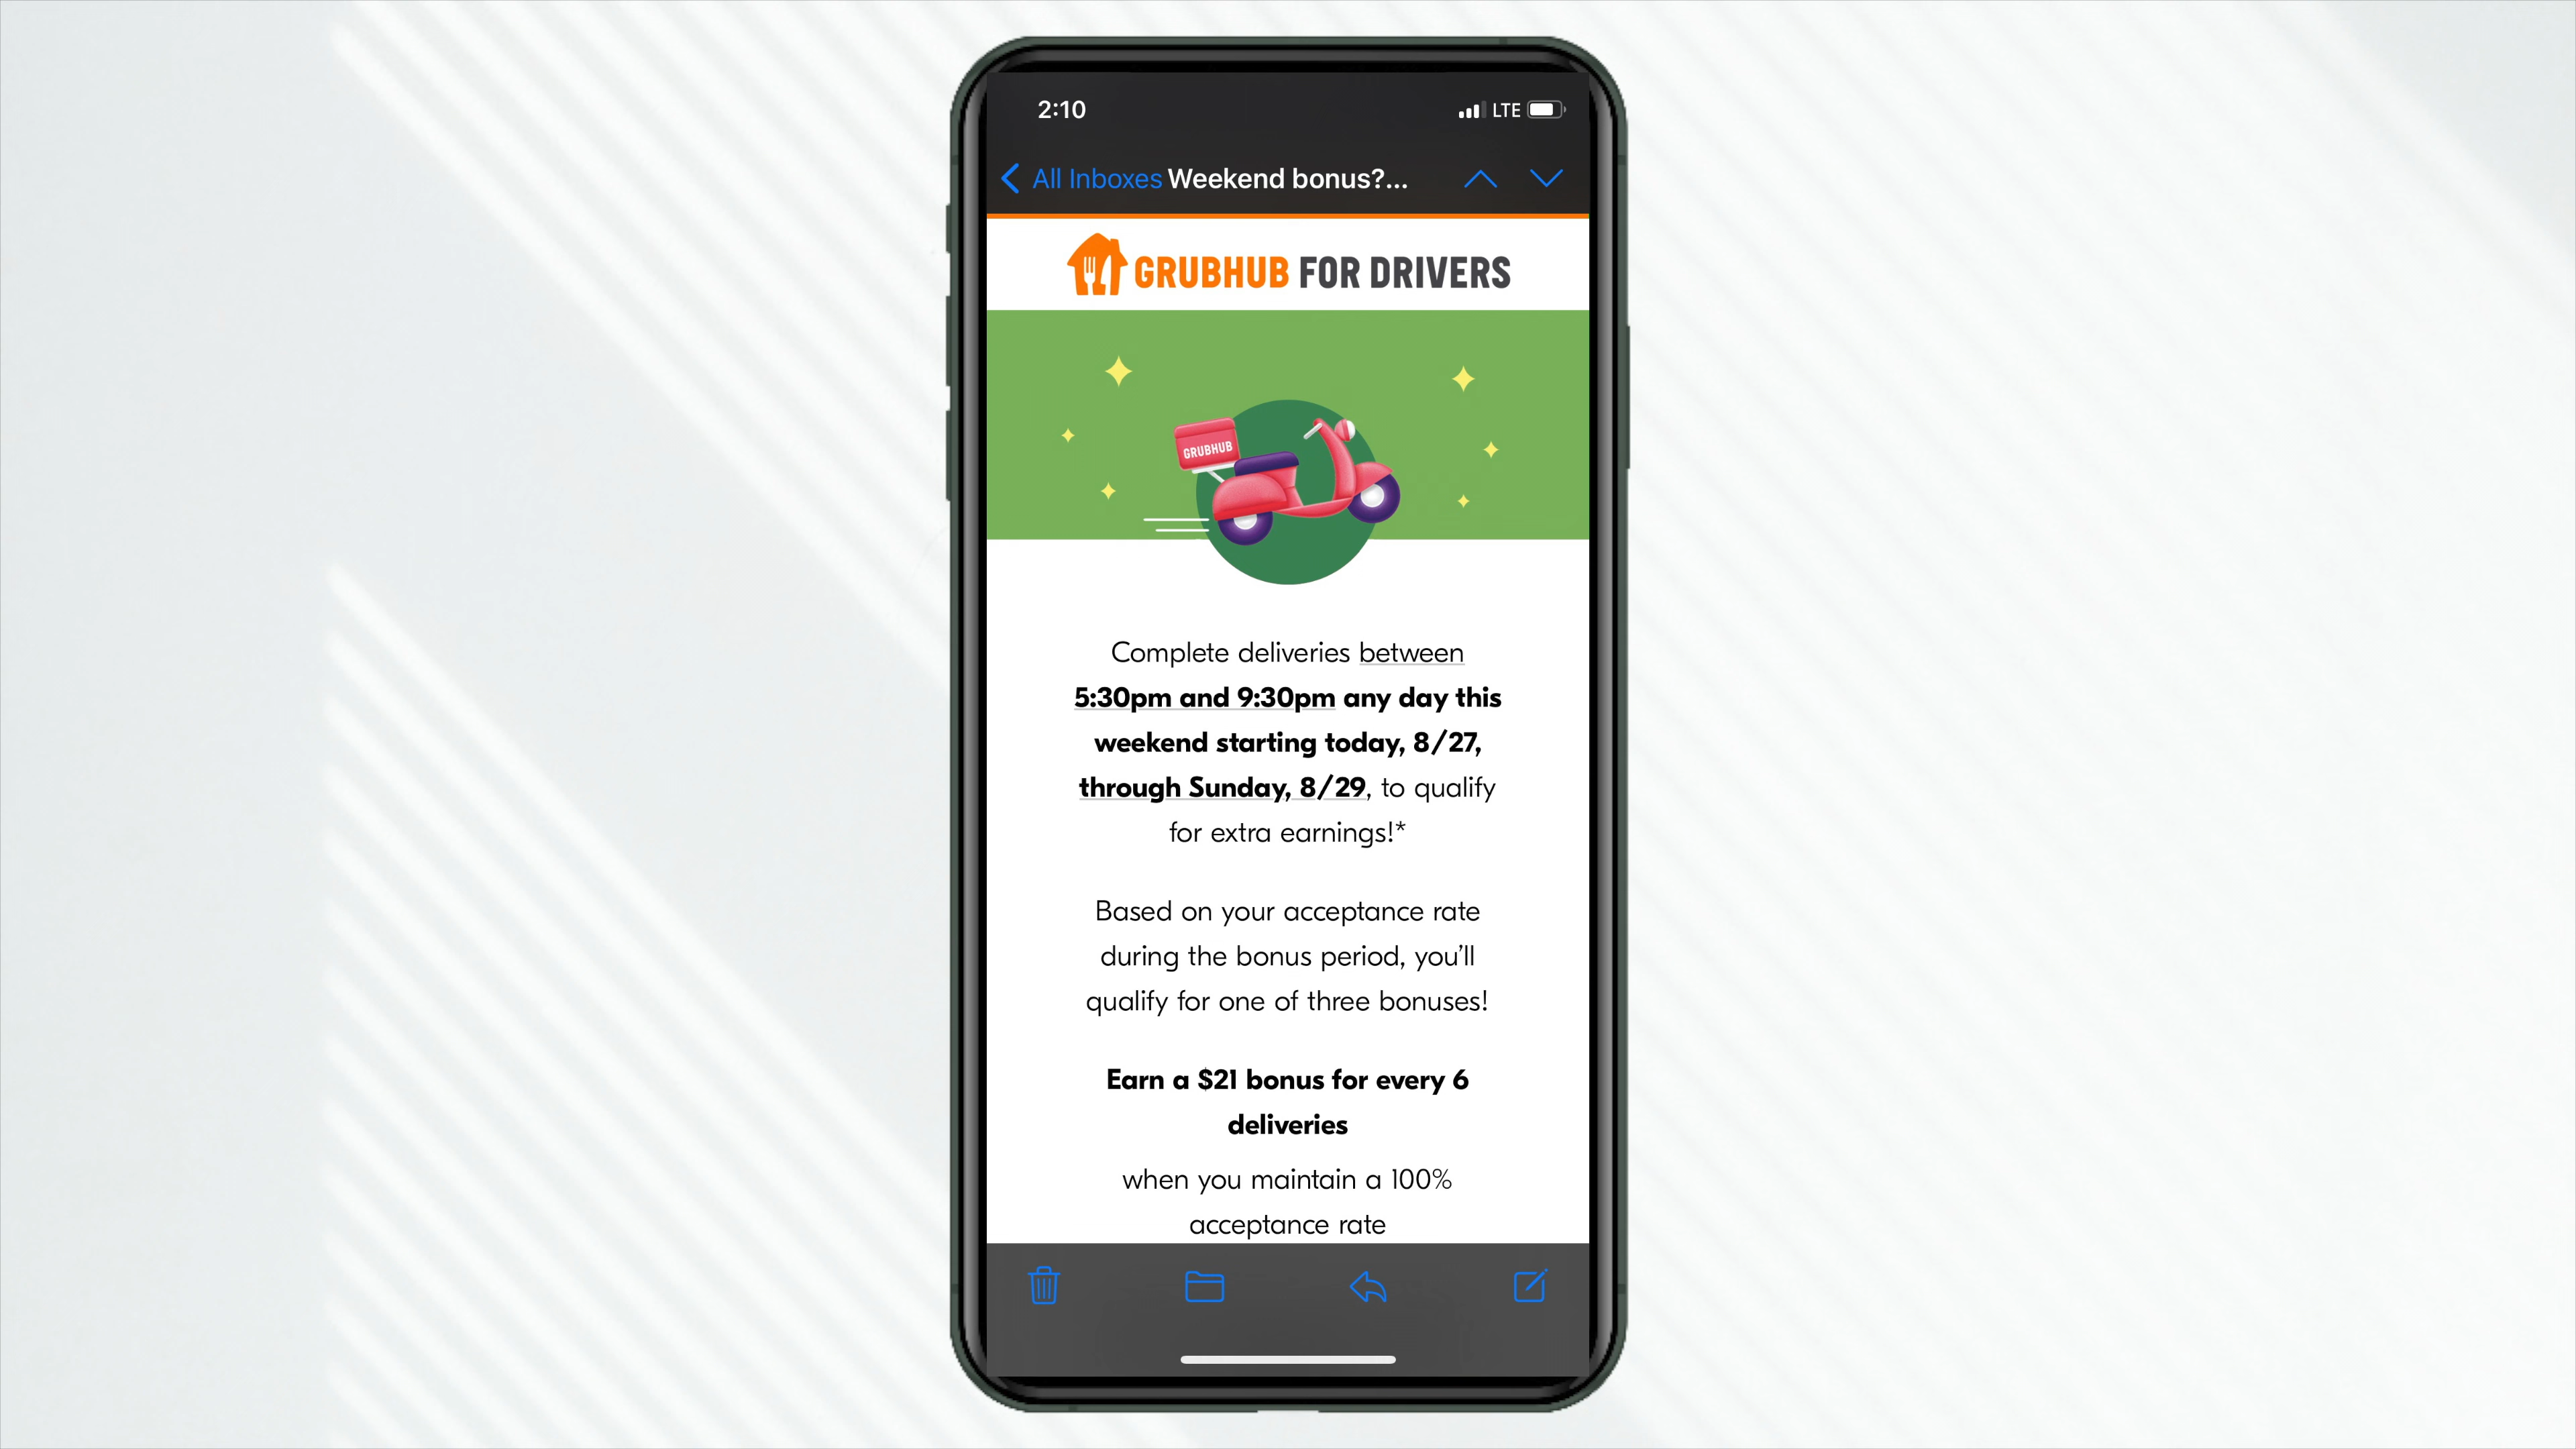 2:10
LTE
All Inboxes Weekend bonus?...
GRUBHUB FOR DRIVERS
GRUBHUB
Complete deliveries between
5:30pm and 9:30pm any day this
weekend starting today, 8/27,
through Sunday, 8/29, to qualify
for extra earnings!*
Based on your acceptance rate
during the bonus period, you'll
qualify for one of three bonuses!
Earn a $21 bonus for every 6
deliveries
when you maintain a 100%
acceptance rate